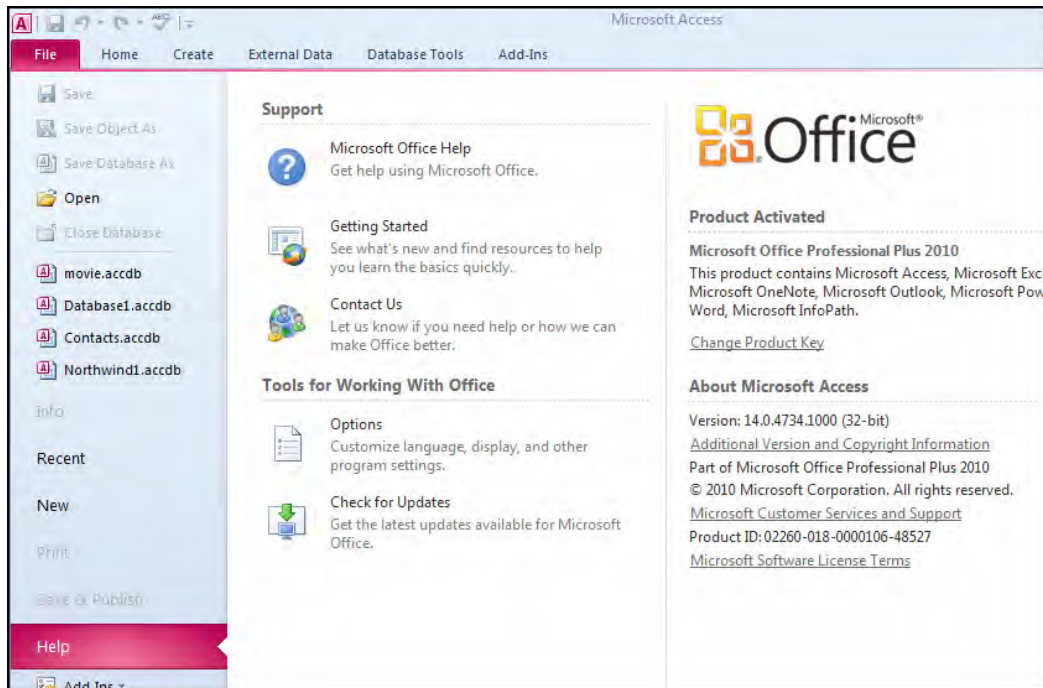 Microsoft Access
File Home Create External Data Database Tools Add-Ins
Save
Save Object As
Save Database As
Open
Close Database
movie.accdb
Database1.accdb
Contacts.accdb
Northwind1.accdb
Info
Recent
New
Print
Save & Publish
Help
Add-Ins
Support
Microsoft Office Help
Get help using Microsoft Office.
Getting Started
See what's new and find resources to help
you learn the basics quickly.
Contact Us
Let us know if you need help or how we can
make Office better.
Tools for Working With Office
Options
Customize language, display, and other
program settings.
Check for Updates
Get the latest updates available for Microsoft
Office.
Microsoft®
Office
Product Activated
Microsoft Office Professional Plus 2010
This product contains Microsoft Access, Microsoft Exc
Microsoft OneNote, Microsoft Outlook, Microsoft Pow
Word, Microsoft InfoPath.
Change Product Key
About Microsoft Access
Version: 14.0.4734.1000 (32-bit)
Additional Version and Copyright Information
Part of Microsoft Office Professional Plus 2010
© 2010 Microsoft Corporation. All rights reserved.
Microsoft Customer Services and Support
Product ID: 02260-018-0000106-48527
Microsoft Software License Terms